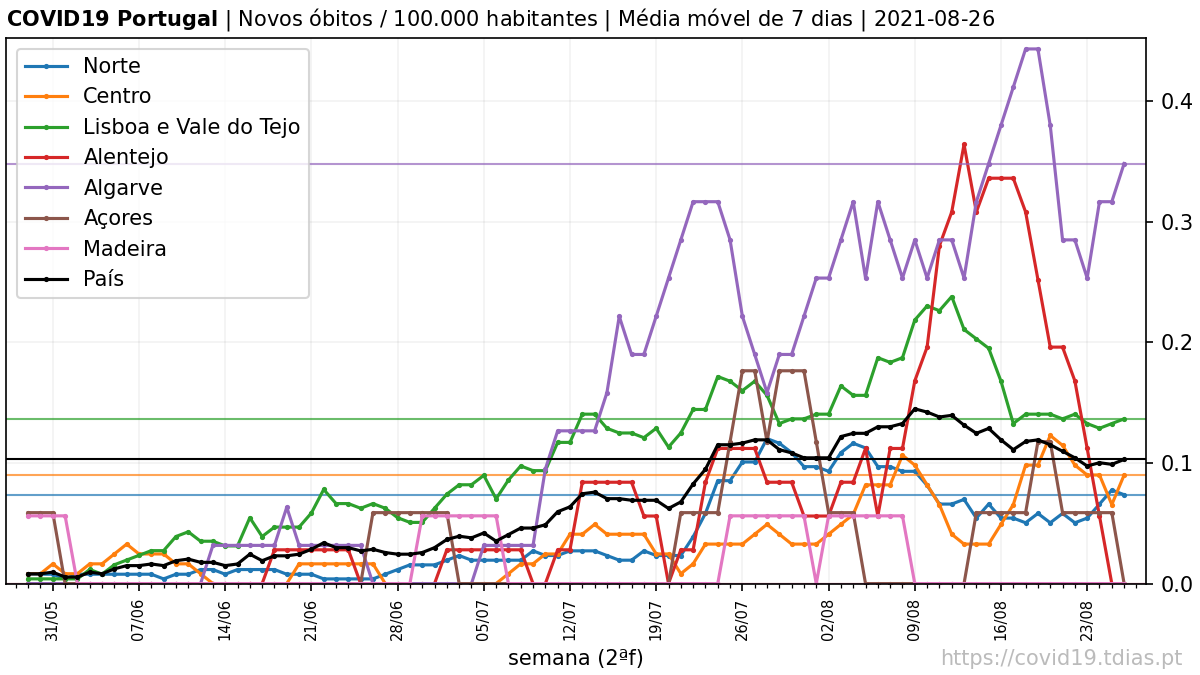 COVID19 Portugal | Novos óbitos / 100.000 habitantes | Média móvel de 7 dias | 2021-08-26
Norte
Centro
Lisboa e Vale do Tejo
Alentejo
Algarve
Açores
Madeira
País
0.4
0.3
0.2
0.1
0.0
31/05
07/06
14/06
21/06
28/06
05/07
12/07
19/07
26/07
02/08
09/08
16/08
23/08
semana (2ªf)
https://covid19.tdias.pt